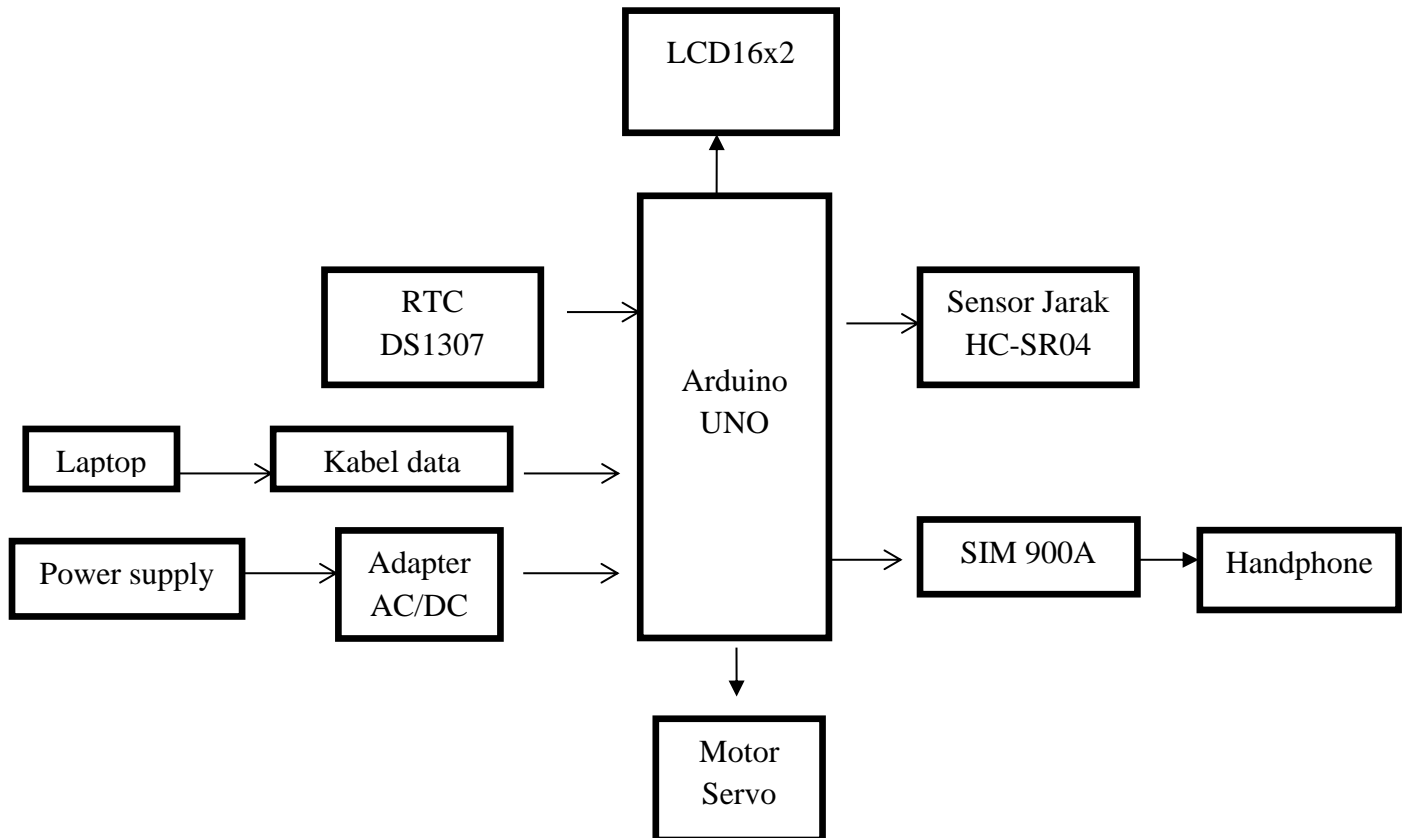 LCD16x2
RTC
DS1307
Sensor Jarak
HC-SR04
Arduino
UNO
Laptop
Kabel data
Power supply
Adapter
AC/DC
SIM 900A
Handphone
Motor
Servo